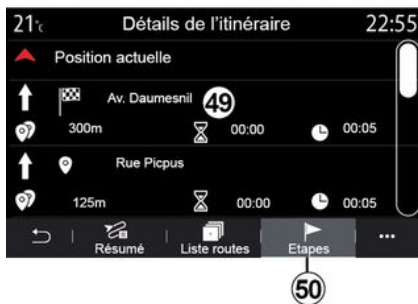 21°c Détails de l'itinéraire 22:55
Position actuelle
Av. Daumesnil 49
300m 00:00 00:05
Rue Picpus
125m 00:00 00:05
Résumé Liste routes Etapes ...
50